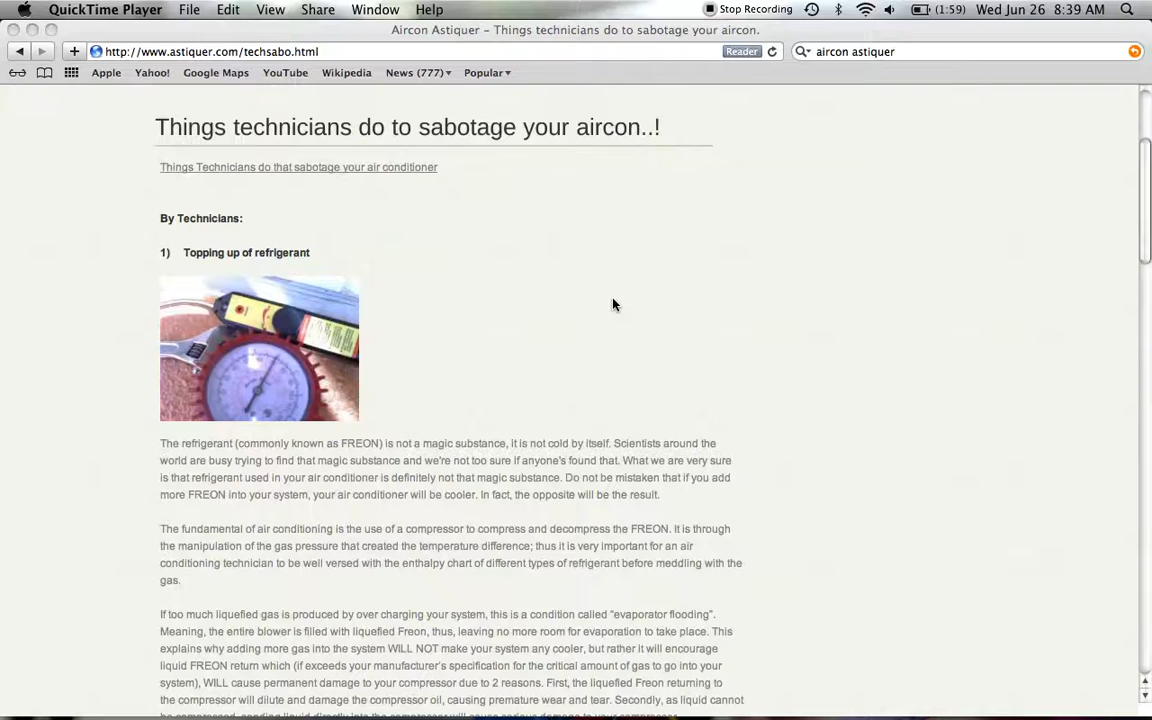 QuickTime Player File Edit View Share Window Help Stop Recording (1:59) Wed Jun 26 8:39 AM
Aircon Astiquer – Things technicians do to sabotage your aircon.
http://www.astiquer.com/techsabo.html Reader aircon astiquer
Apple Yahoo! Google Maps YouTube Wikipedia News (777) Popular
Things technicians do to sabotage your aircon..!
Things Technicians do that sabotage your air conditioner
By Technicians:
1) Topping up of refrigerant
The refrigerant (commonly known as FREON) is not a magic substance, it is not cold by itself. Scientists around the
world are busy trying to find that magic substance and we're not too sure if anyone's found that. What we are very sure
is that refrigerant used in your air conditioner is definitely not that magic substance. Do not be mistaken that if you add
more FREON into your system, your air conditioner will be cooler. In fact, the opposite will be the result.
The fundamental of air conditioning is the use of a compressor to compress and decompress the FREON. It is through
the manipulation of the gas pressure that created the temperature difference; thus it is very important for an air
conditioning technician to be well versed with the enthalpy chart of different types of refrigerant before meddling with the
gas.
If too much liquefied gas is produced by over charging your system, this is a condition called “evaporator flooding”.
Meaning, the entire blower is filled with liquefied Freon, thus, leaving no more room for evaporation to take place. This
explains why adding more gas into the system WILL NOT make your system any cooler, but rather it will encourage
liquid FREON return which (if exceeds your manufacturer's specification for the critical amount of gas to go into your
system), WILL cause permanent damage to your compressor due to 2 reasons. First, the liquefied Freon returning to
the compressor will dilute and damage the compressor oil, causing premature wear and tear. Secondly, as liquid cannot